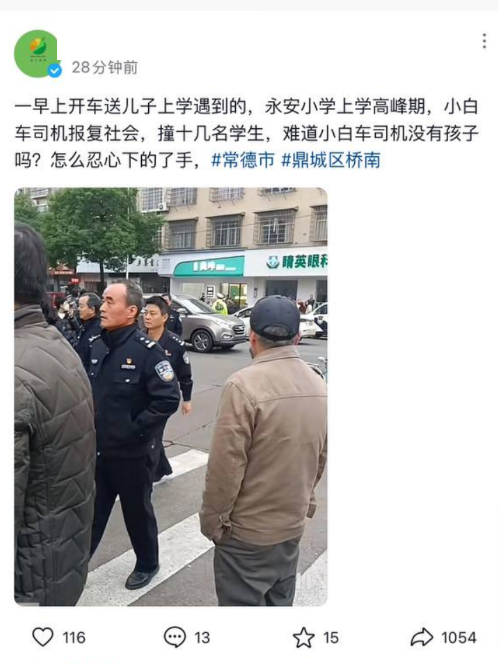 28分钟前
一早上开车送儿子上学遇到的，永安小学上学高峰期，小白
车司机报复社会，撞十几名学生，难道小白车司机没有孩子
吗？怎么忍心下的了手，#常德市 #鼎城区桥南
睛英眼科
116
13
15
1054